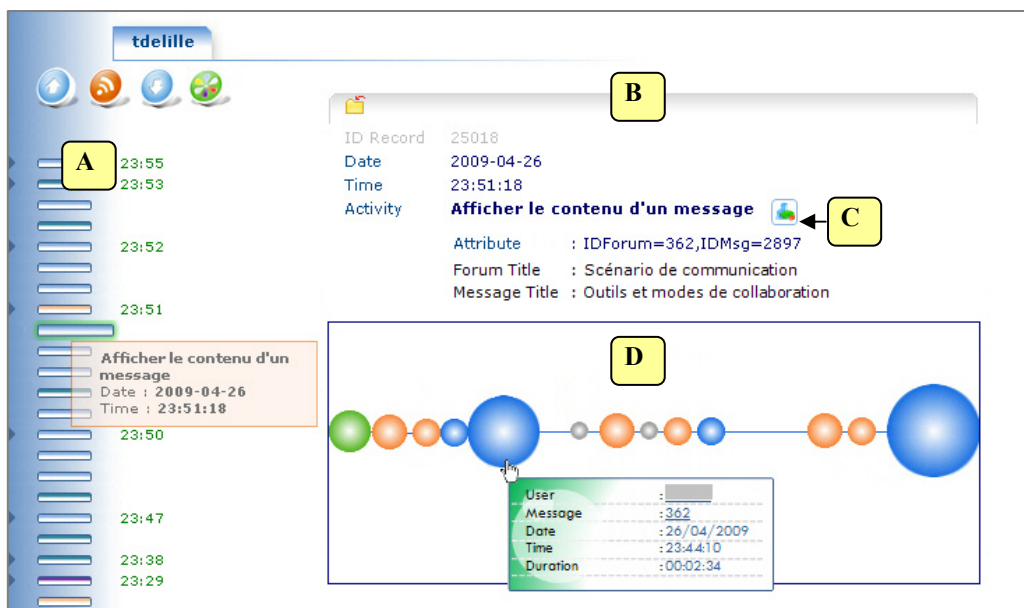 tdelille
A
23:55
23:53
23:52
23:51
Afficher le contenu d'un
message
Date : 2009-04-26
Time : 23:51:18
23:50
23:47
23:38
23:29
B
ID Record 25018
Date 2009-04-26
Time 23:51:18
Activity Afficher le contenu d'un message
C
Attribute : IDForum=362,IDMsg=2897
Forum Title : Scénario de communication
Message Title : Outils et modes de collaboration
D
User :
Message :362
Date :26/04/2009
Time :23:44:10
Duration :00:02:34